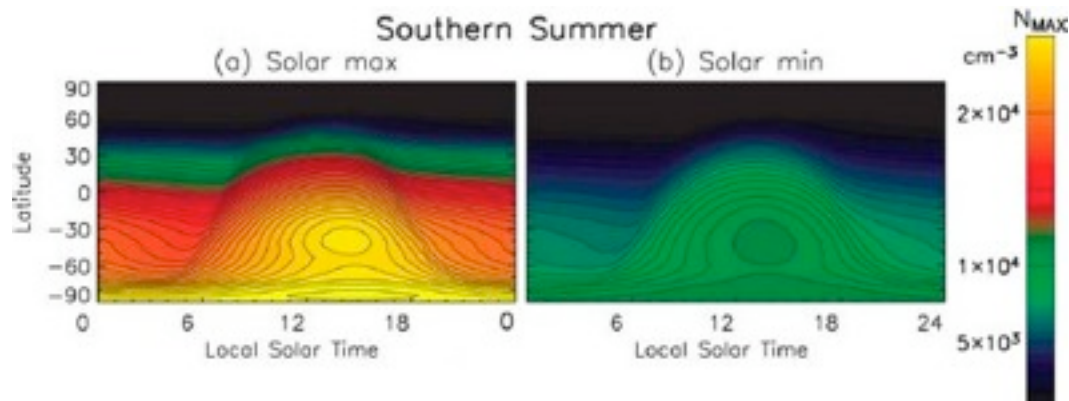 Southern Summer
(a) Solar max
(b) Solar min
N_MAX
cm⁻³
2×10⁴
1×10⁴
5×10³
Latitude
90
60
30
0
-30
-60
-90
0 6 12 18 0
6 12 18 24
Local Solar Time
Local Solar Time